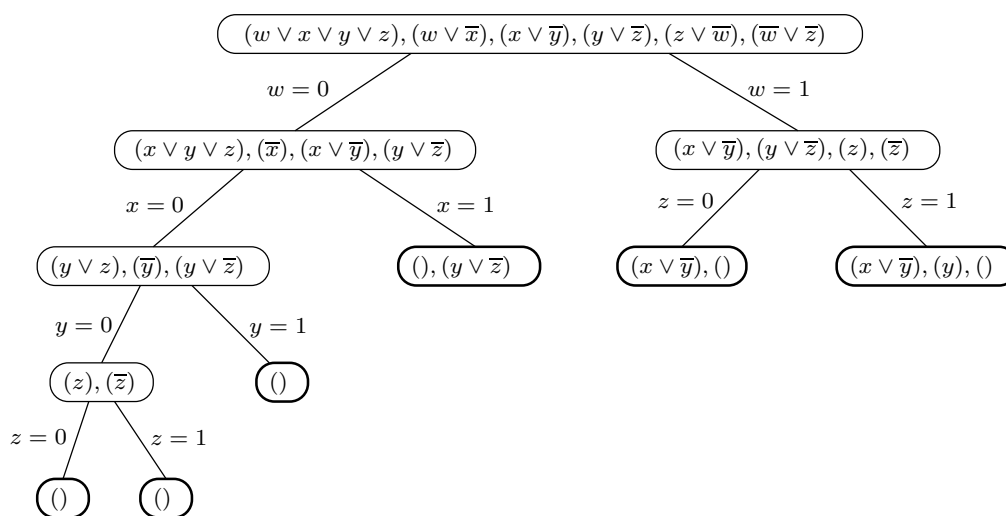 (w ∨ x ∨ y ∨ z), (w ∨ x̅), (x ∨ y̅), (y ∨ z̅), (z ∨ w̅), (w̅ ∨ z̅)
w = 0
w = 1
(x ∨ y ∨ z), (x̅), (x ∨ y̅), (y ∨ z̅)
(x ∨ y̅), (y ∨ z̅), (z), (z̅)
x = 0
x = 1
z = 0
z = 1
(y ∨ z), (y̅), (y ∨ z̅)
(), (y ∨ z̅)
(x ∨ y̅), ()
(x ∨ y̅), (y), ()
y = 0
y = 1
(z), (z̅)
()
z = 0
z = 1
()
()